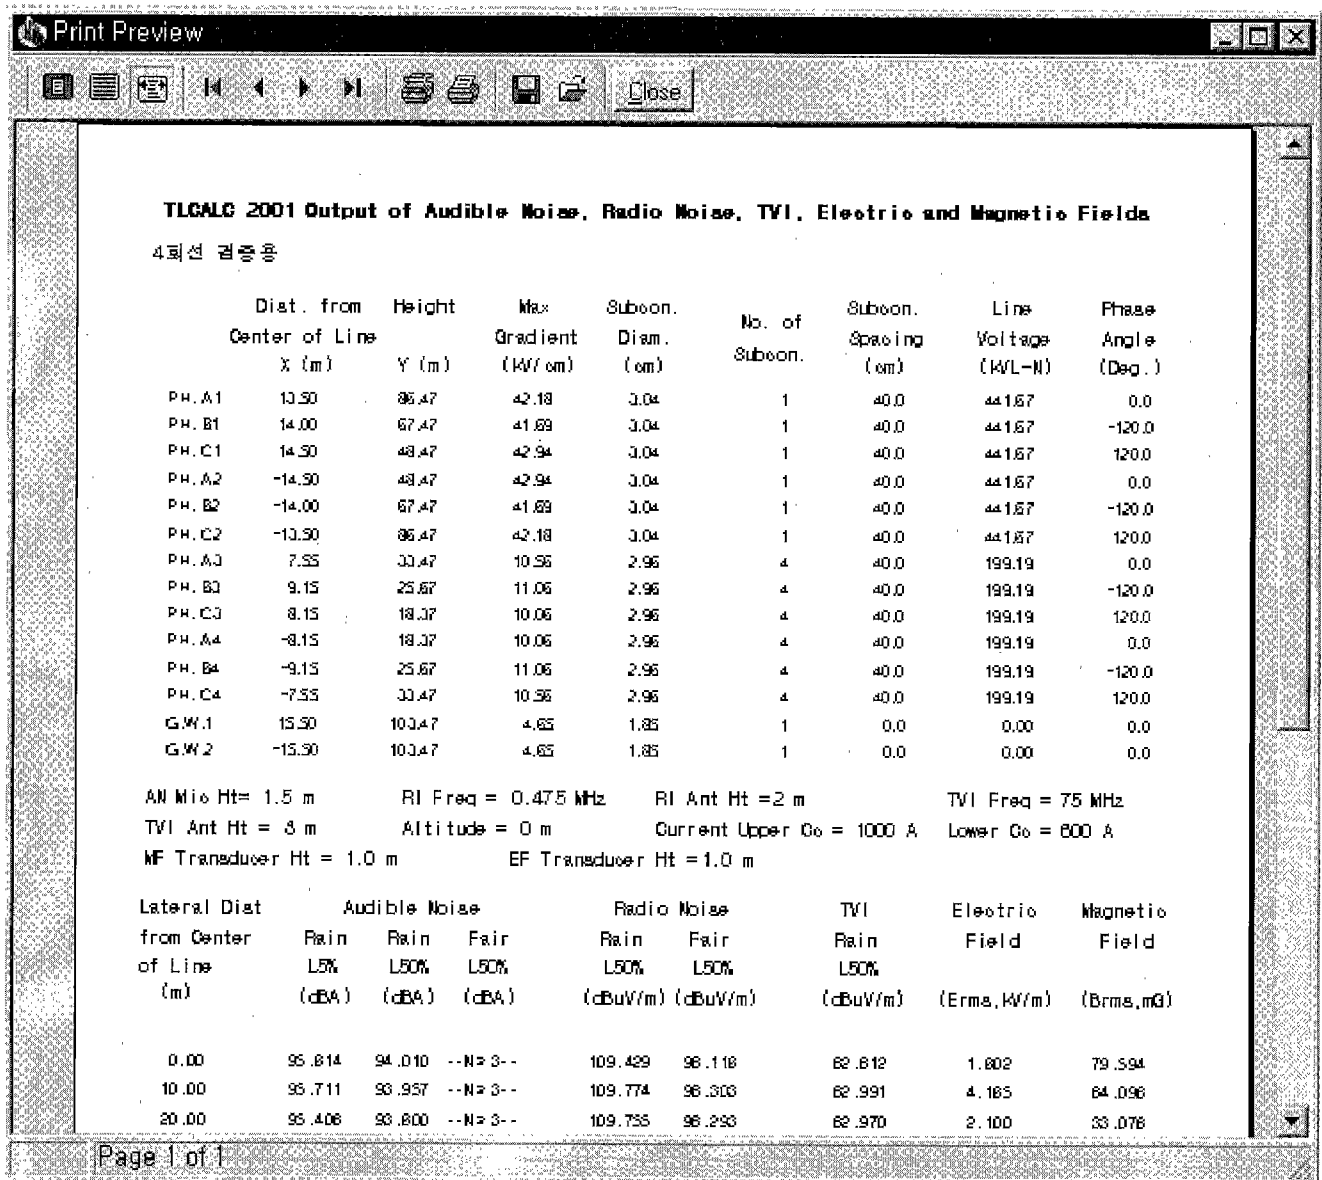 Print Preview
Close
TLCALC 2001 Output of Audible Noise, Radio Noise, TVI, Electric and Magnetic Fields
4회선 검증용
Dist. from Height Max Subcon. Subcon. Line Phase
No. of
Center of Line Gradient Diam. Spacing Voltage Angle
Subcon.
X (m) Y (m) (kV/cm) (cm) (cm) (kVL-N) (Deg.)
PH. A1 13.50 86.47 42.18 3.04 1 40.0 441.67 0.0
PH. B1 14.00 67.47 41.69 3.04 1 40.0 441.67 -120.0
PH. C1 14.50 48.47 42.94 3.04 1 40.0 441.67 120.0
PH. A2 -14.50 48.47 42.94 3.04 1 40.0 441.67 0.0
PH. B2 -14.00 67.47 41.69 3.04 1 40.0 441.67 -120.0
PH. C2 -13.50 86.47 42.18 3.04 1 40.0 441.67 120.0
PH. A3 7.55 33.47 10.56 2.96 4 40.0 199.19 0.0
PH. B3 9.15 25.67 11.06 2.96 4 40.0 199.19 -120.0
PH. C3 8.15 18.37 10.06 2.96 4 40.0 199.19 120.0
PH. A4 -8.15 18.37 10.06 2.96 4 40.0 199.19 0.0
PH. B4 -9.15 25.67 11.06 2.96 4 40.0 199.19 -120.0
PH. C4 -7.55 33.47 10.56 2.96 4 40.0 199.19 120.0
G.W.1 15.50 103.47 4.65 1.85 1 0.0 0.00 0.0
G.W.2 -15.50 103.47 4.65 1.85 1 0.0 0.00 0.0
AN Mic Ht= 1.5 m RI Freq = 0.475 MHz RI Ant Ht =2 m TVI Freq = 75 MHz
TVI Ant Ht = 3 m Altitude = 0 m Current Upper Co = 1000 A Lower Co = 600 A
MF Transducer Ht = 1.0 m EF Transducer Ht =1.0 m
Lateral Dist Audible Noise Radio Noise TVI Electric Magnetic
from Center Rain Rain Fair Rain Fair Rain Field Field
of Line L5% L50% L50% L50% L50% L50%
(m) (dBA) (dBA) (dBA) (dBuV/m) (dBuV/m) (dBuV/m) (Erms,kV/m) (Brms,mG)
0.00 95.614 94.010 --N≥3-- 109.429 96.116 62.612 1.602 79.594
10.00 95.711 93.957 --N≥3-- 109.774 96.303 62.991 4.165 64.096
20.00 95.406 93.600 --N≥3-- 109.755 96.293 62.970 2.100 33.076
Page 1 of 1